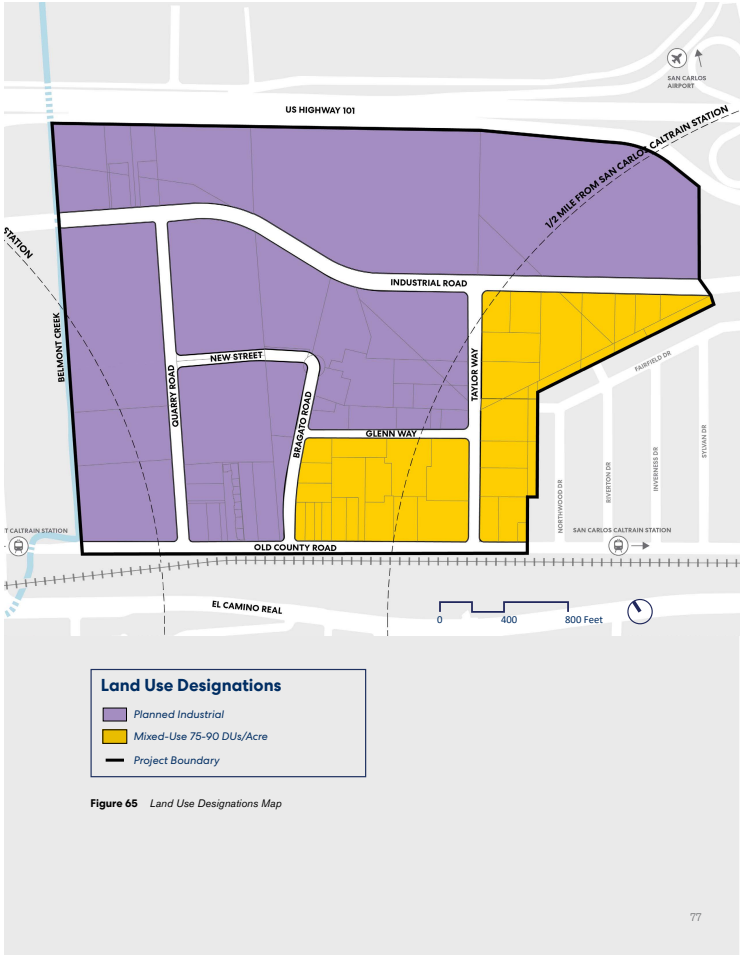 SAN CARLOS
AIRPORT
US HIGHWAY 101
1/2 MILE FROM SAN CARLOS CALTRAIN STATION
STATION
INDUSTRIAL ROAD
BELMONT CREEK
QUARRY ROAD
NEW STREET
BRAGATO ROAD
TAYLOR WAY
GLENN WAY
FAIRFIELD DR
NORTHWOOD DR
RIVERTON DR
INVERNESS DR
SYLVAN DR
T CALTRAIN STATION
SAN CARLOS CALTRAIN STATION
OLD COUNTY ROAD
EL CAMINO REAL
0 400 800 Feet
Land Use Designations
Planned Industrial
Mixed-Use 75-90 DUs/Acre
Project Boundary
Figure 65 Land Use Designations Map
77